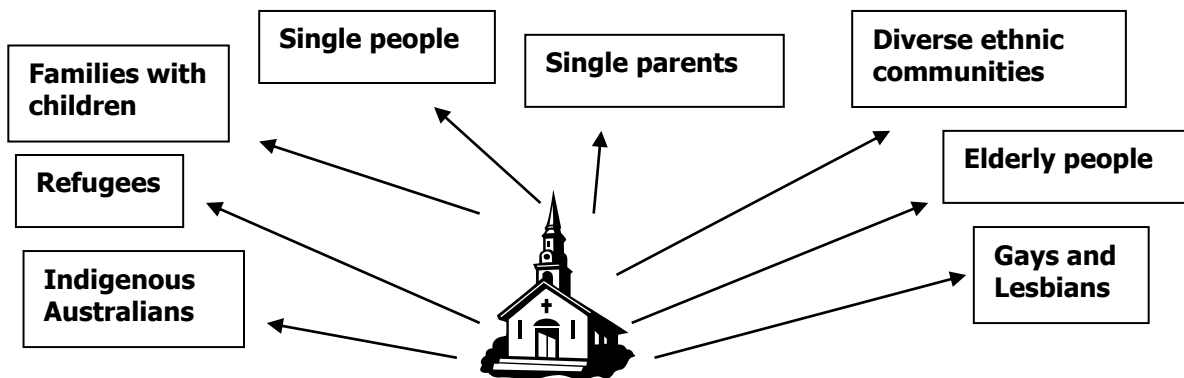 Single people
Single parents
Diverse ethnic
communities
Families with
children
Elderly people
Refugees
Gays and
Lesbians
Indigenous
Australians